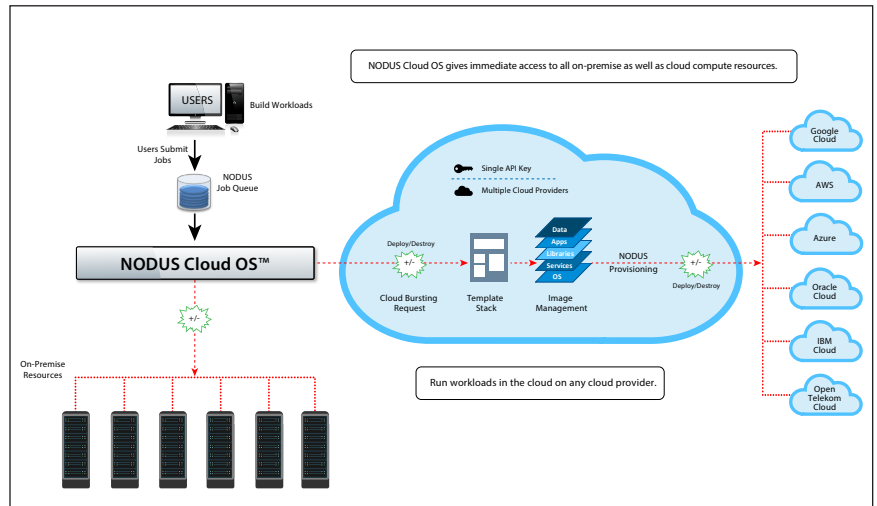 NODUS Cloud OS gives immediate access to all on-premise as well as cloud compute resources.
USERS
Build Workloads
Users Submit
Jobs
NODUS
Job Queue
NODUS Cloud OS™
+/-
On-Premise
Resources
Single API Key
Multiple Cloud Providers
Deploy/Destroy
+/-
Cloud Bursting
Request
Template
Stack
Data
Apps
Libraries
Services
OS
Image
Management
NODUS
Provisioning
+/-
Deploy/Destroy
Run workloads in the cloud on any cloud provider.
Google
Cloud
AWS
Azure
Oracle
Cloud
IBM
Cloud
Open
Telekom
Cloud